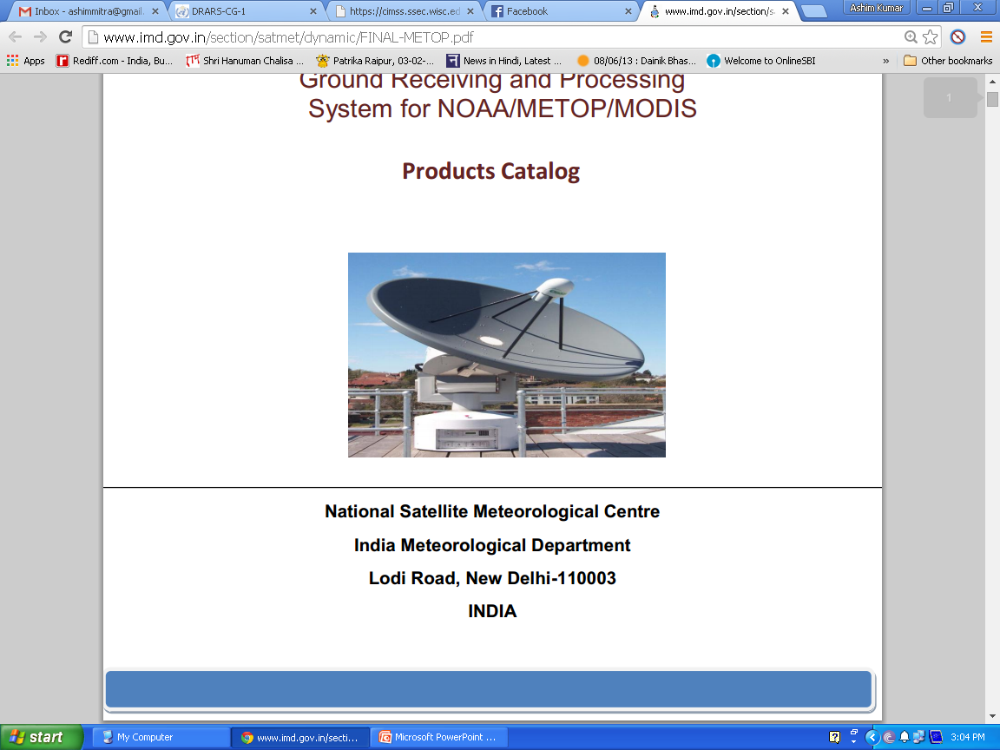 Inbox - ashimmitra@gmail.
DRARS-CG-1
https://cimss.ssec.wisc.ed
Facebook
www.imd.gov.in/section/s
Ashim Kumar
www.imd.gov.in/section/satmet/dynamic/FINAL-METOP.pdf
Apps
Rediff.com - India, Bu...
Shri Hanuman Chalisa ...
Patrika Raipur, 03-02-...
News in Hindi, Latest ...
08/06/13 : Dainik Bhas...
Welcome to OnlineSBI
»
Other bookmarks
1
Ground Receiving and Processing
System for NOAA/METOP/MODIS
Products Catalog
National Satellite Meteorological Centre
India Meteorological Department
Lodi Road, New Delhi-110003
INDIA
start
My Computer
www.imd.gov.in/secti...
Microsoft PowerPoint ...
3:04 PM